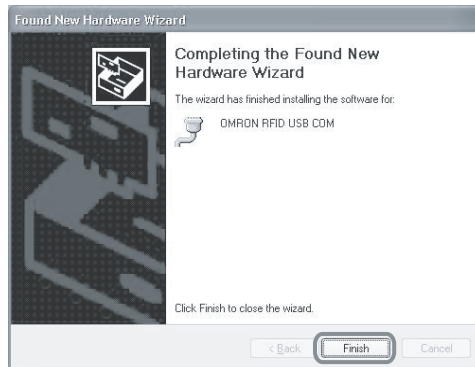 Found New Hardware Wizard
Completing the Found New
Hardware Wizard
The wizard has finished installing the software for:
OMRON RFID USB COM
Click Finish to close the wizard.
< Back
Finish
Cancel